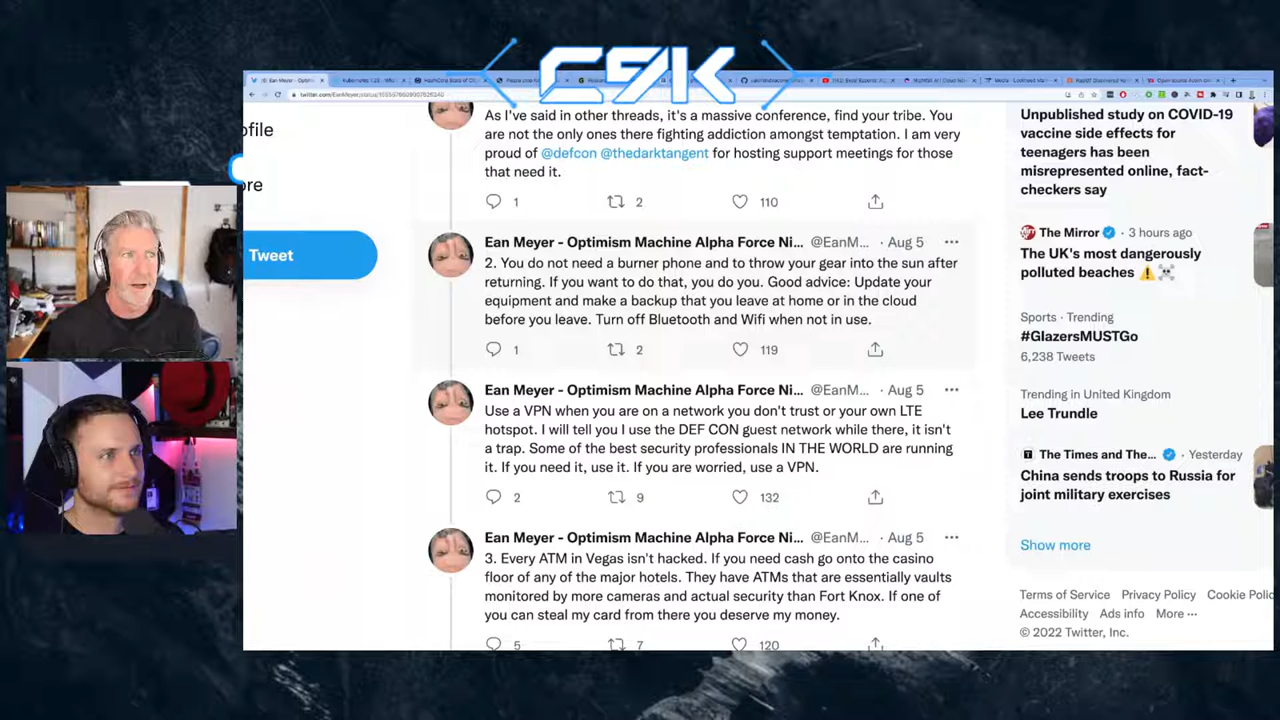 C9K
twitter.com/EanMeyer/status/
ofile
ore
Tweet
As I've said in other threads, it's a massive conference, find your tribe.
You are not the only ones there fighting addiction amongst temptation. I am very
proud of @defcon @thedarktangent for hosting support meetings for those
that need it.
1 2 110
Ean Meyer - Optimism Machine Alpha Force Ni... @EanM... · Aug 5 ···
2. You do not need a burner phone and to throw your gear into the sun after
returning. If you want to do that, you do you. Good advice: Update your
equipment and make a backup that you leave at home or in the cloud
before you leave. Turn off Bluetooth and Wifi when not in use.
1 2 119
Ean Meyer - Optimism Machine Alpha Force Ni... @EanM... · Aug 5 ···
Use a VPN when you are on a network you don't trust or your own LTE
hotspot. I will tell you I use the DEF CON guest network while there, it isn't
a trap. Some of the best security professionals IN THE WORLD are running
it. If you need it, use it. If you are worried, use a VPN.
2 9 132
Ean Meyer - Optimism Machine Alpha Force Ni... @EanM... · Aug 5 ···
3. Every ATM in Vegas isn't hacked. If you need cash go onto the casino
floor of any of the major hotels. They have ATMs that are essentially vaults
monitored by more cameras and actual security than Fort Knox. If one of
you can steal my card from there you deserve my money.
5 7 120
Unpublished study on COVID-19
vaccine side effects for
teenagers has been
misrepresented online, fact-
checkers say
The Mirror · 3 hours ago
The UK's most dangerously
polluted beaches ⚠️☠️
Sports · Trending
#GlazersMUSTGo
6,238 Tweets
Trending in United Kingdom
Lee Trundle
The Times and The... · Yesterday
China sends troops to Russia for
joint military exercises
Show more
Terms of Service Privacy Policy Cookie Polic
Accessibility Ads info More ···
© 2022 Twitter, Inc.